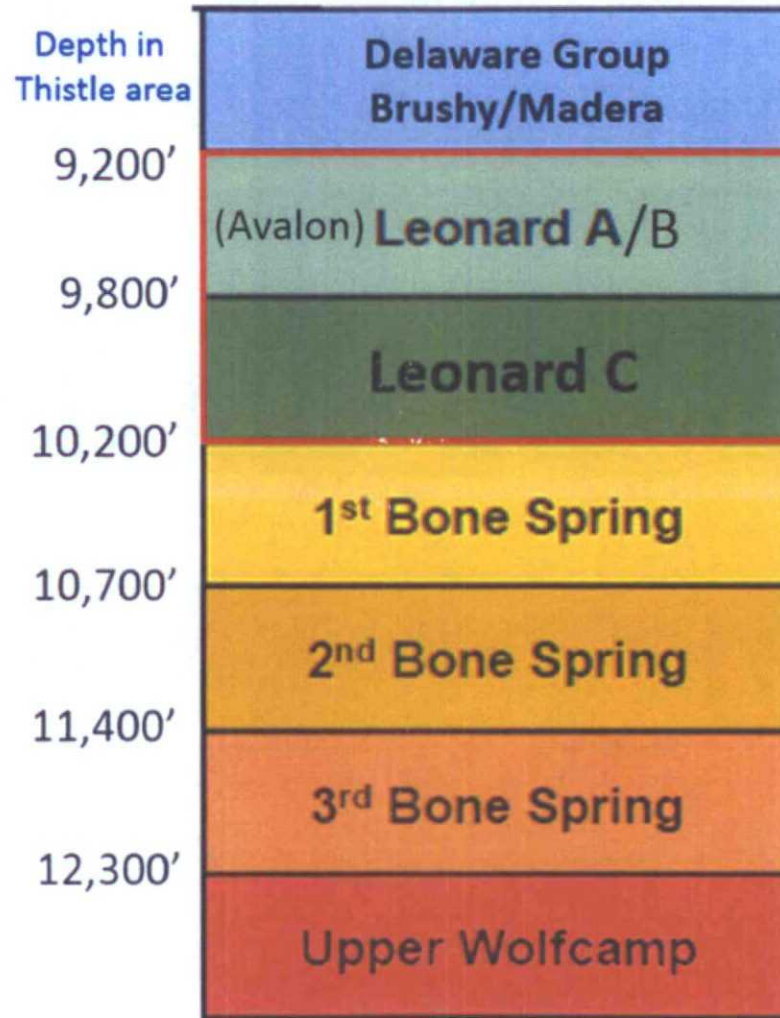 Depth in
Thistle area
Delaware Group
Brushy/Madera
9,200’
(Avalon) Leonard A/B
9,800’
Leonard C
10,200’
1st Bone Spring
10,700’
2nd Bone Spring
11,400’
3rd Bone Spring
12,300’
Upper Wolfcamp